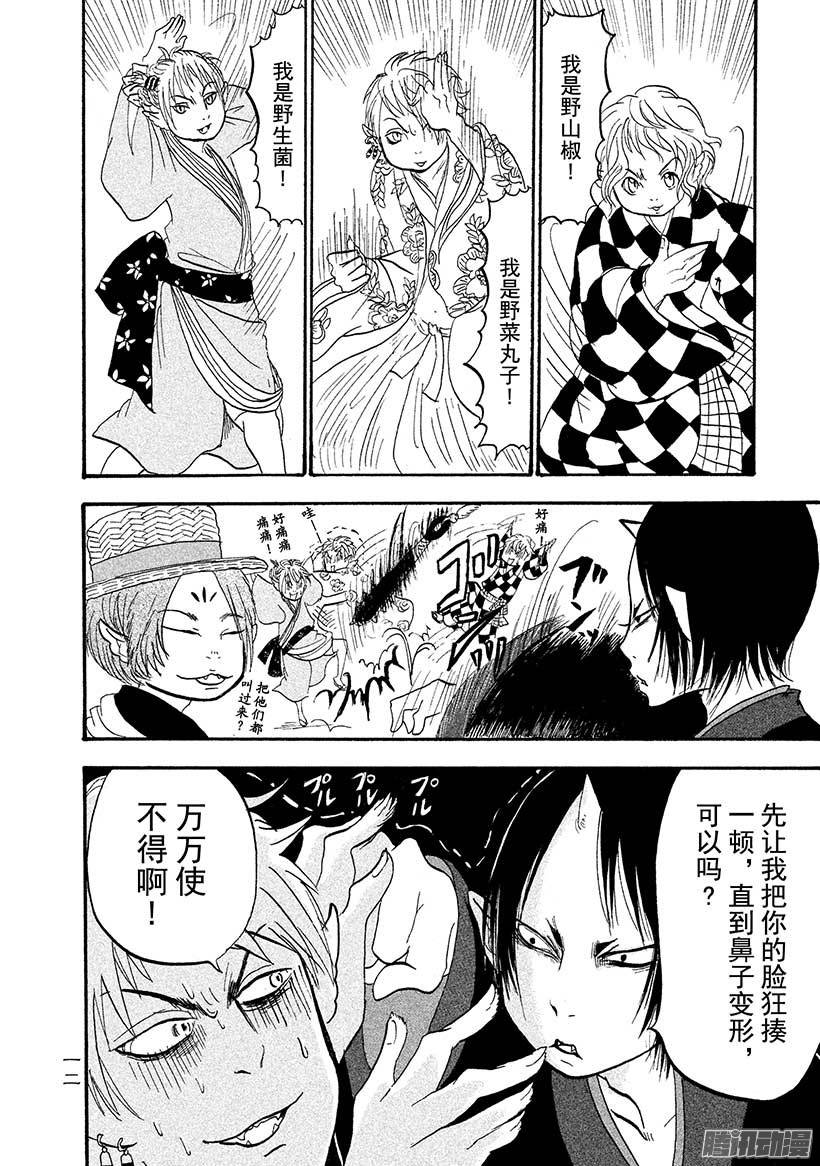 我是野山椒！
我是野菜丸子！
我是野生菌！
好痛！
哇！
好痛痛
痛痛！
把他们都
叫过来？
先让我把你的脸狂揍
一顿，直到鼻子变形，
可以吗？
プル
プル
プル
万万使
不得啊！
一二
腾讯动漫